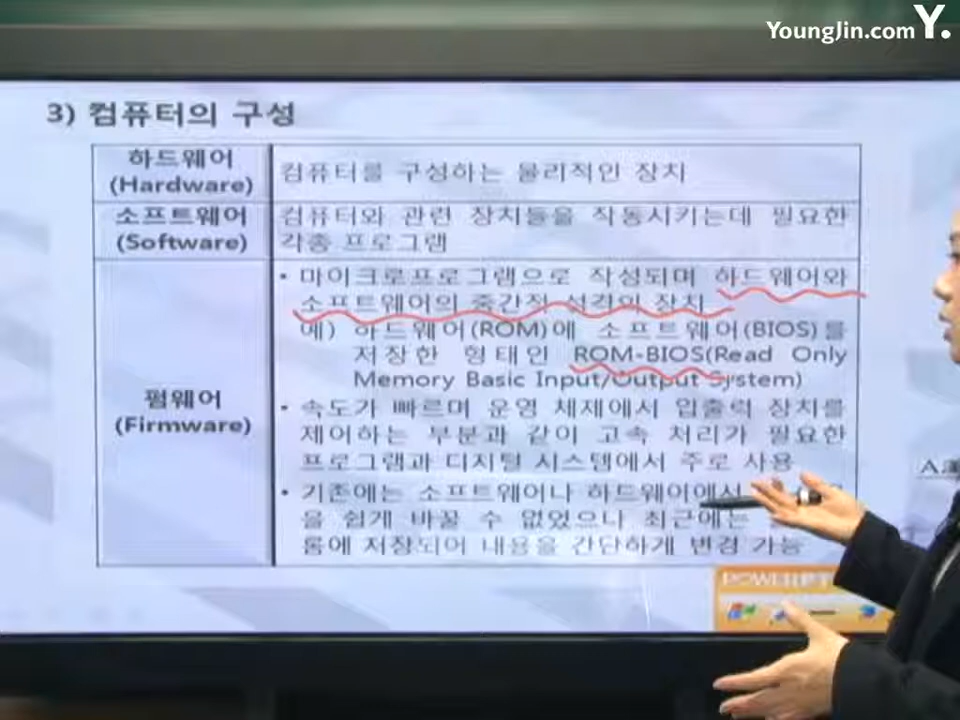 YoungJin.com Y.
3) 컴퓨터의 구성
하드웨어
(Hardware)
컴퓨터를 구성하는 물리적인 장치
소프트웨어
(Software)
컴퓨터와 관련 장치들을 작동시키는데 필요한
각종 프로그램
펌웨어
(Firmware)
• 마이크로프로그램으로 작성되며 하드웨어와
소프트웨어의 중간적 성격의 장치
예) 하드웨어(ROM)에 소프트웨어(BIOS)를
저장한 형태인 ROM-BIOS(Read Only
Memory Basic Input/Output System)
• 속도가 빠르며 운영 체제에서 입출력 장치를
제어하는 부분과 같이 고속 처리가 필요한
프로그램과 디지털 시스템에서 주로 사용
• 기존에는 소프트웨어나 하드웨어에서
을 쉽게 바꿀 수 없었으나 최근에는
롬에 저장되어 내용을 간단하게 변경 가능